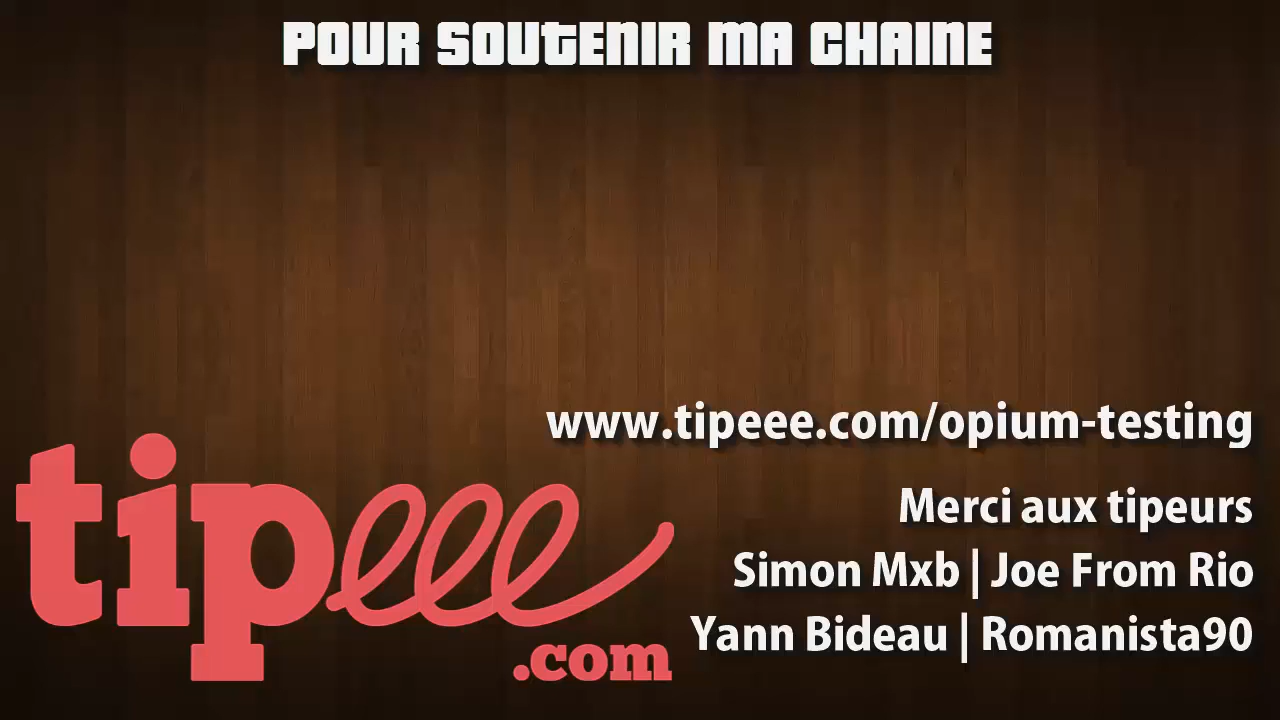 POUR SOUTENIR MA CHAINE
www.tipeee.com/opium-testing
Merci aux tipeurs
Simon Mxb | Joe From Rio
Yann Bideau | Romanista90
tipeee
.com